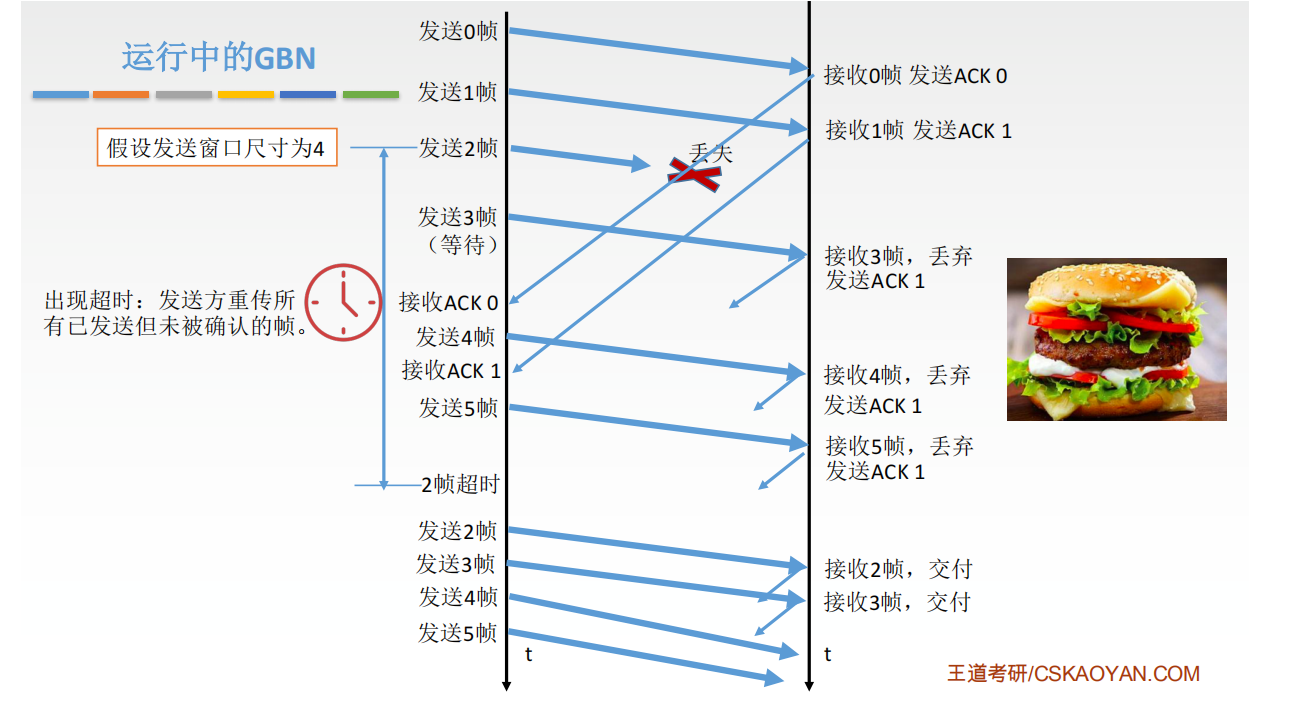 运行中的GBN
假设发送窗口尺寸为4
出现超时：发送方重传所
有已发送但未被确认的帧。
发送0帧
发送1帧
发送2帧
发送3帧
（等待）
接收ACK 0
发送4帧
接收ACK 1
发送5帧
2帧超时
发送2帧
发送3帧
发送4帧
发送5帧
丢失
t
接收0帧 发送ACK 0
接收1帧 发送ACK 1
接收3帧，丢弃
发送ACK 1
接收4帧，丢弃
发送ACK 1
接收5帧，丢弃
发送ACK 1
接收2帧，交付
接收3帧，交付
t
王道考研/CSKAOYAN.COM